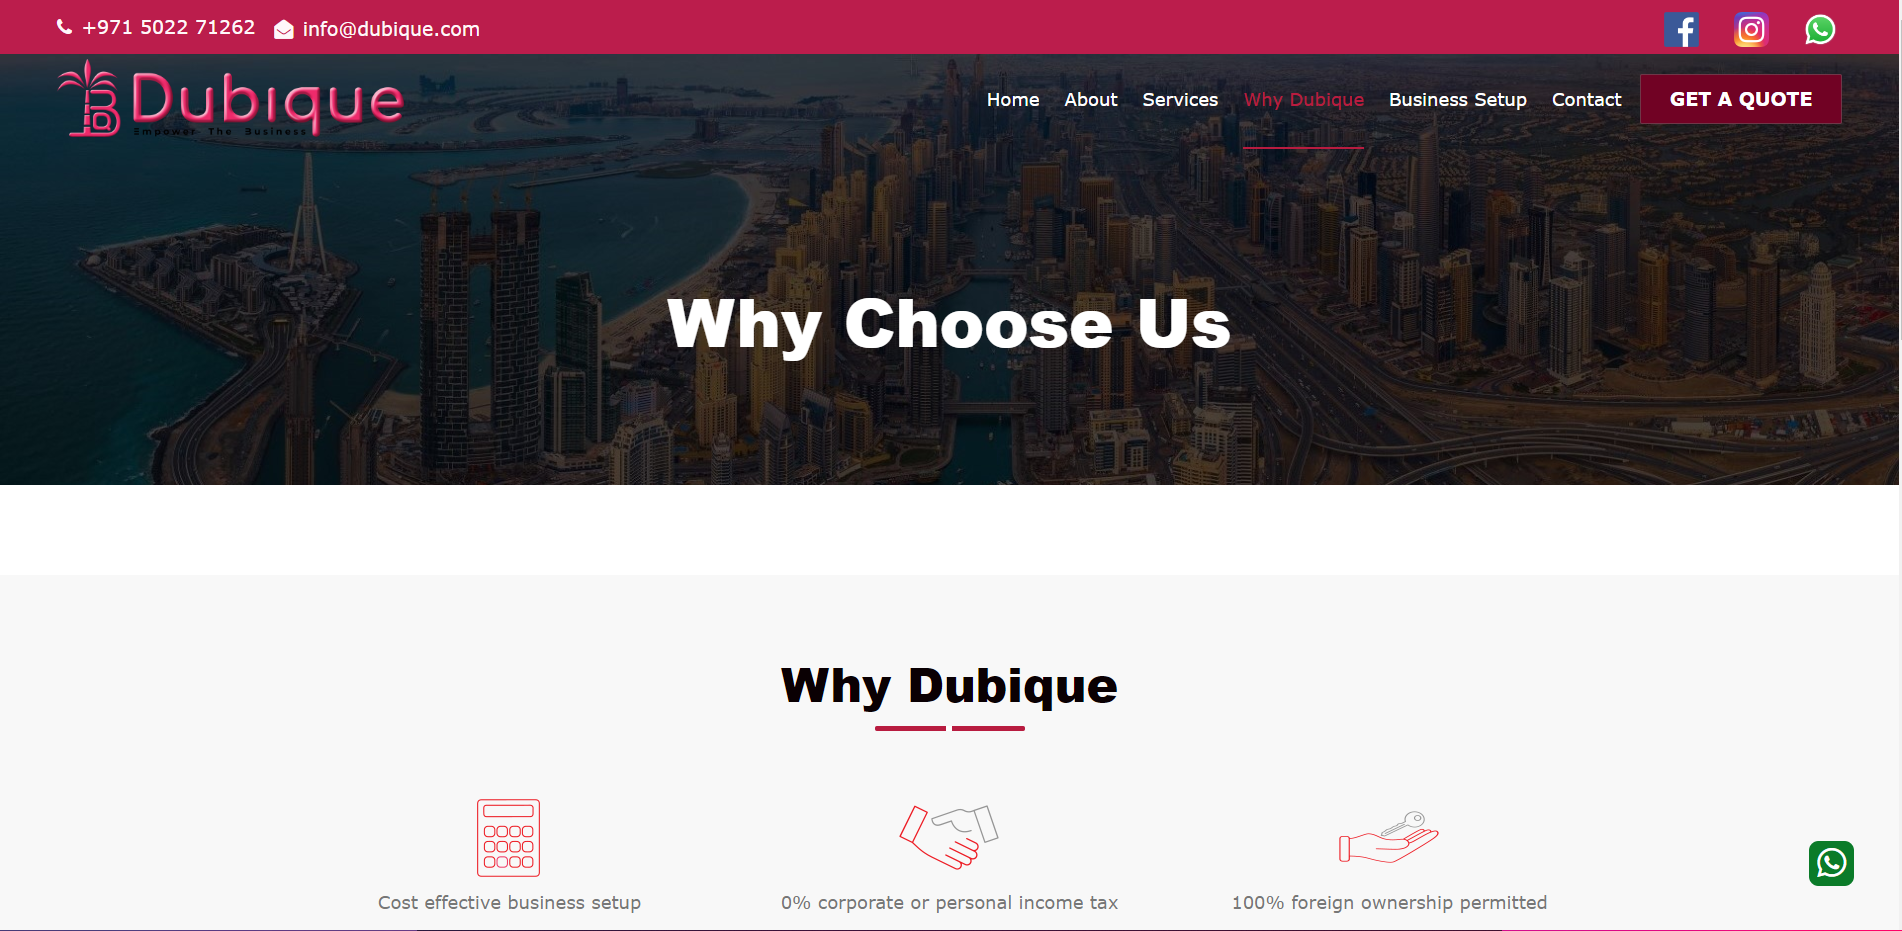 +971 5022 71262 info@dubique.com
Dubique
Empower The Business
Home About Services Why Dubique Business Setup Contact GET A QUOTE
Why Choose Us
Why Dubique
Cost effective business setup
0% corporate or personal income tax
100% foreign ownership permitted